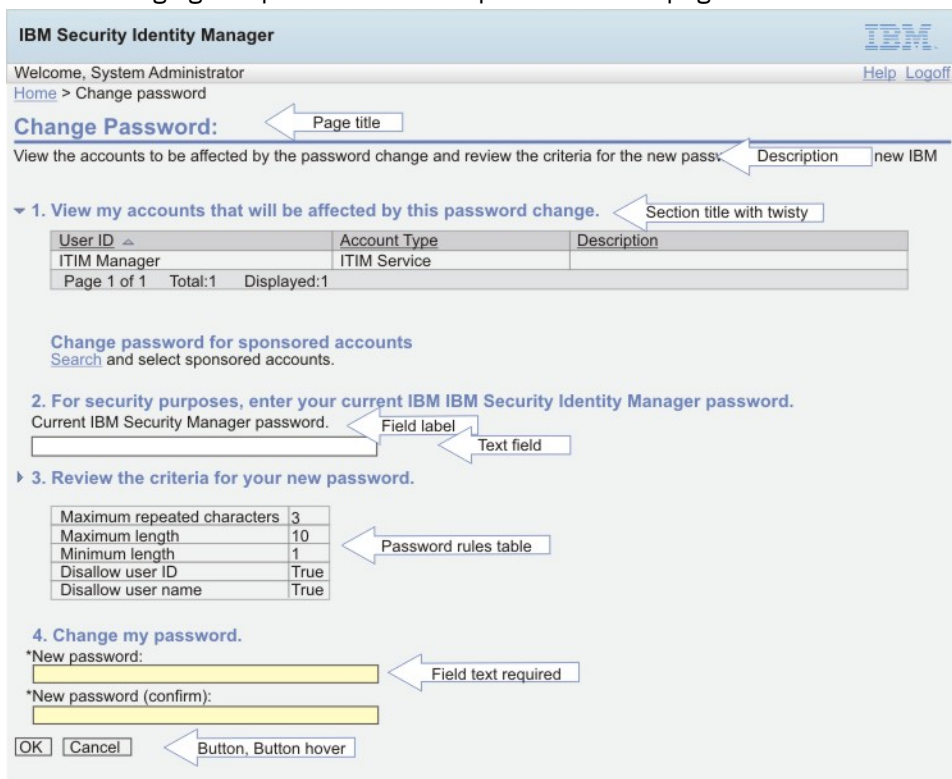 IBM Security Identity Manager IBM.
Welcome, System Administrator Help Logoff
Home > Change password
Change Password: Page title
View the accounts to be affected by the password change and review the criteria for the new Description new IBM
1. View my accounts that will be affected by this password change. Section title with twisty
User ID Account Type Description
ITIM Manager ITIM Service
Page 1 of 1 Total:1 Displayed:1
Change password for sponsored accounts
Search and select sponsored accounts.
2. For security purposes, enter your current IBM IBM Security Identity Manager password.
Current IBM Security Manager password. Field label
Text field
3. Review the criteria for your new password.
Maximum repeated characters 3
Maximum length 10
Minimum length 1
Disallow user ID True
Disallow user name True
Password rules table
4. Change my password.
*New password:
Field text required
*New password (confirm):
OK Cancel Button, Button hover